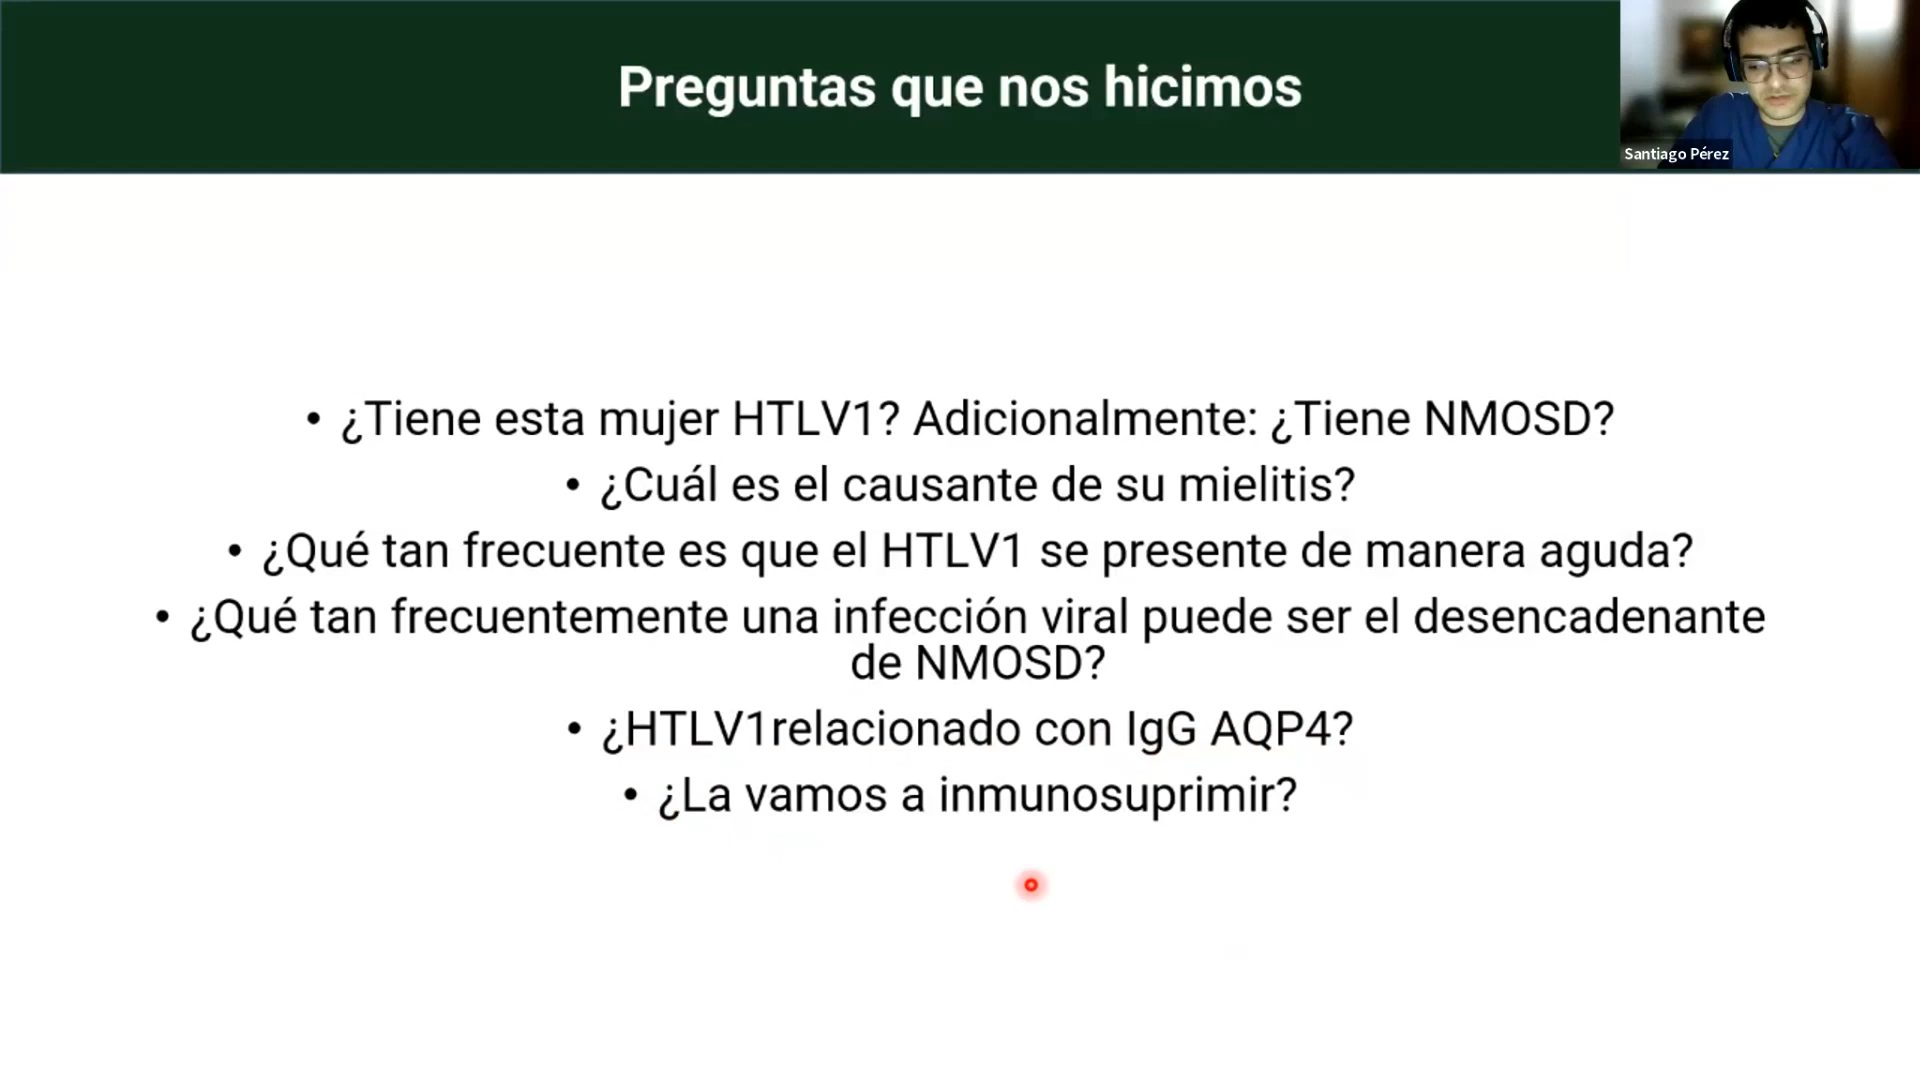 Preguntas que nos hicimos
Santiago Pérez
• ¿Tiene esta mujer HTLV1? Adicionalmente: ¿Tiene NMOSD?
• ¿Cuál es el causante de su mielitis?
• ¿Qué tan frecuente es que el HTLV1 se presente de manera aguda?
• ¿Qué tan frecuentemente una infección viral puede ser el desencadenante
de NMOSD?
• ¿HTLV1relacionado con IgG AQP4?
• ¿La vamos a inmunosuprimir?